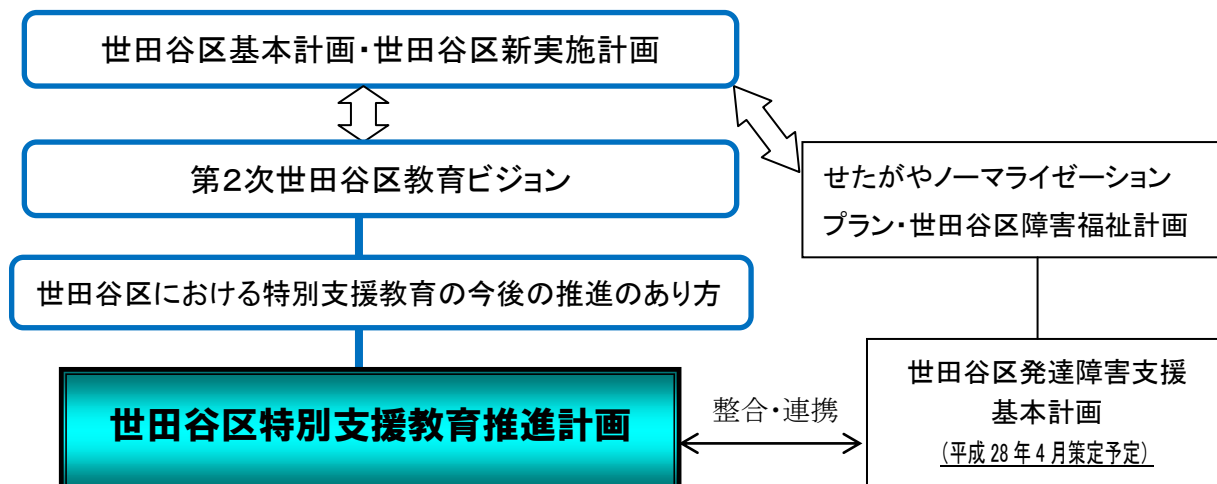 世田谷区基本計画・世田谷区新実施計画
第2次世田谷区教育ビジョン
せたがやノーマライゼーション
プラン・世田谷区障害福祉計画
世田谷区における特別支援教育の今後の推進のあり方
世田谷区特別支援教育推進計画
整合・連携
世田谷区発達障害支援
基本計画
(平成 28 年 4 月策定予定)